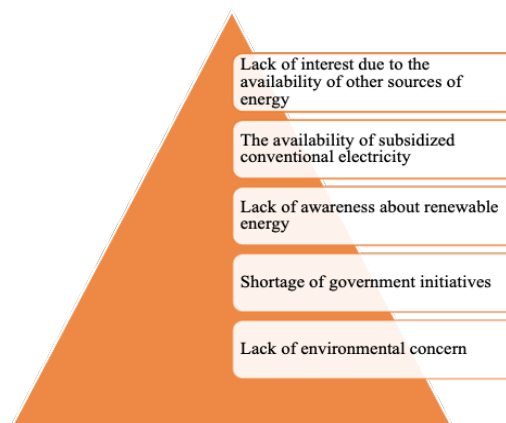 Lack of interest due to the
availability of other sources of
energy
The availability of subsidized
conventional electricity
Lack of awareness about renewable
energy
Shortage of government initiatives
Lack of environmental concern